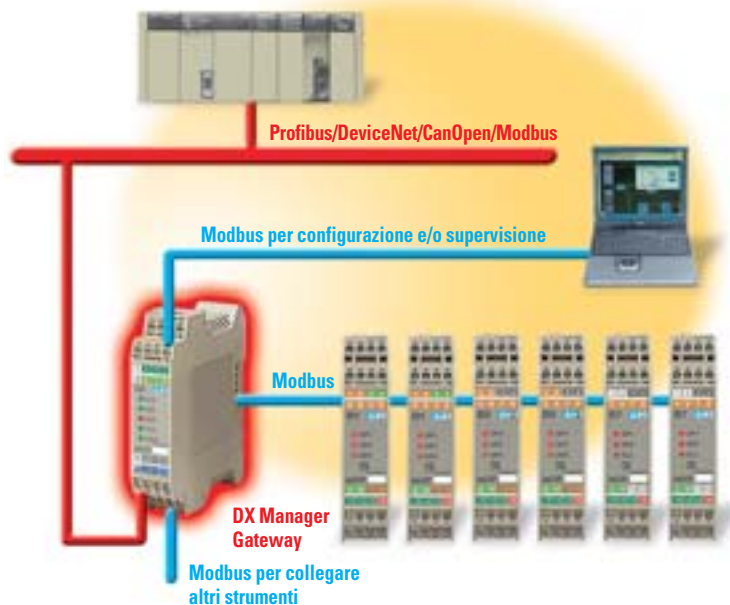 Profibus/DeviceNet/CanOpen/Modbus
Modbus per configurazione e/o supervisione
Modbus
DX Manager
Gateway
Modbus per collegare
altri strumenti